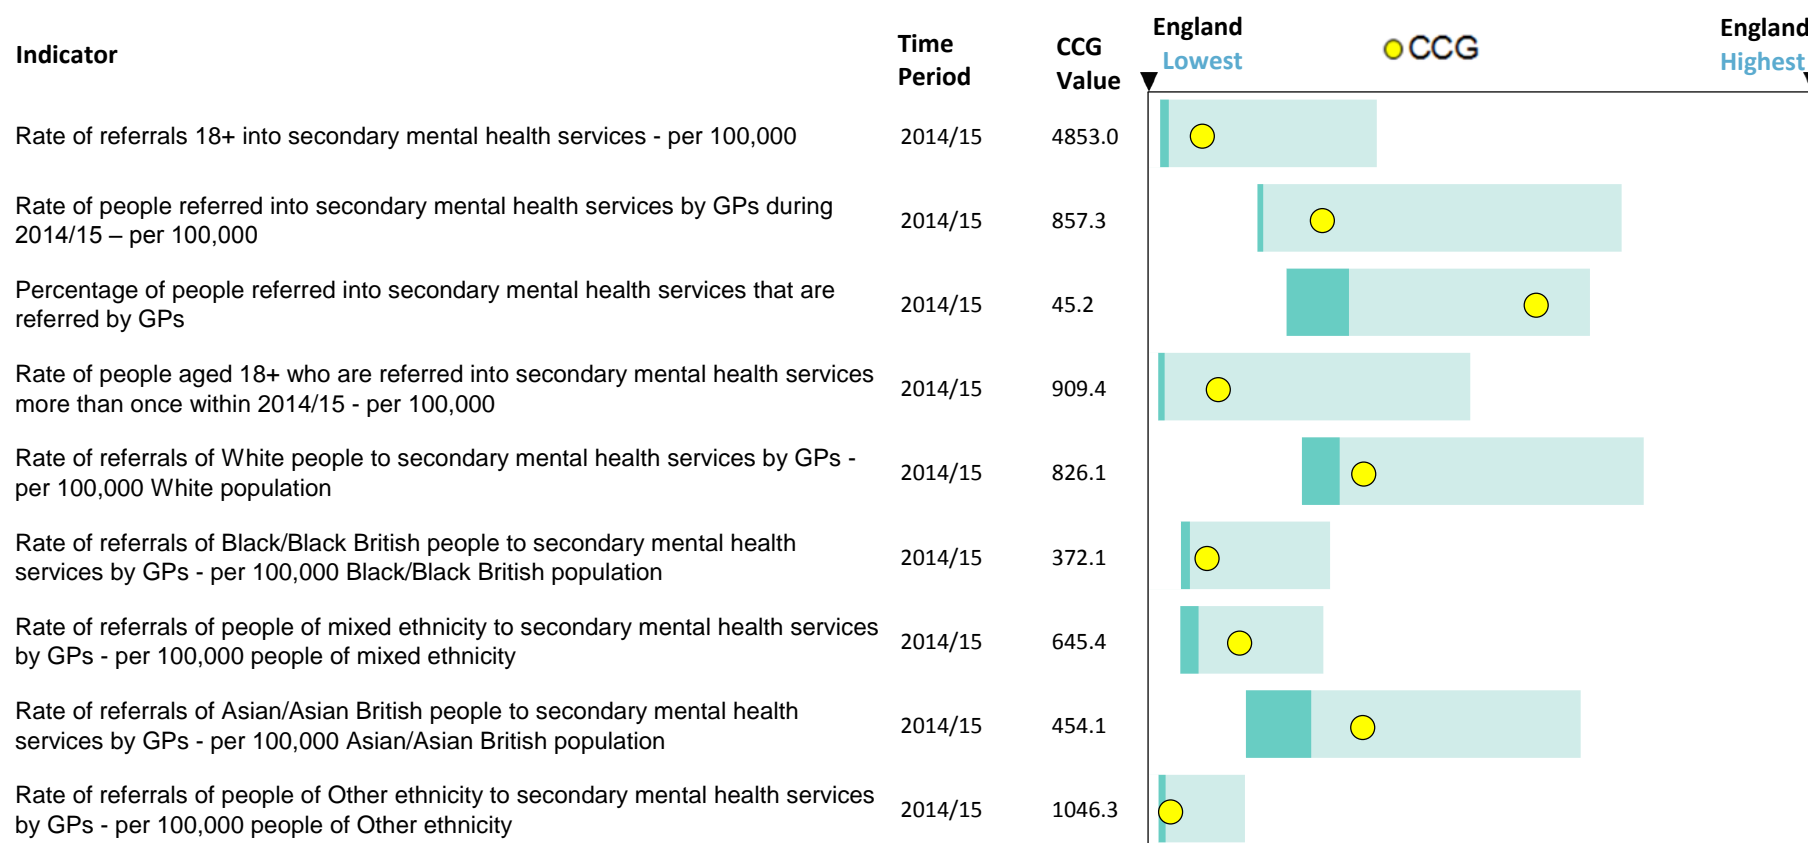 Indicator
Time Period
CCG Value
England Lowest
CCG
England Highest
Rate of referrals 18+ into secondary mental health services - per 100,000
2014/15
4853.0
Rate of people referred into secondary mental health services by GPs during
2014/15 – per 100,000
2014/15
857.3
Percentage of people referred into secondary mental health services that are
referred by GPs
2014/15
45.2
Rate of people aged 18+ who are referred into secondary mental health services
more than once within 2014/15 - per 100,000
2014/15
909.4
Rate of referrals of White people to secondary mental health services by GPs -
per 100,000 White population
2014/15
826.1
Rate of referrals of Black/Black British people to secondary mental health
services by GPs - per 100,000 Black/Black British population
2014/15
372.1
Rate of referrals of people of mixed ethnicity to secondary mental health services
by GPs - per 100,000 people of mixed ethnicity
2014/15
645.4
Rate of referrals of Asian/Asian British people to secondary mental health
services by GPs - per 100,000 Asian/Asian British population
2014/15
454.1
Rate of referrals of people of Other ethnicity to secondary mental health services
by GPs - per 100,000 people of Other ethnicity
2014/15
1046.3